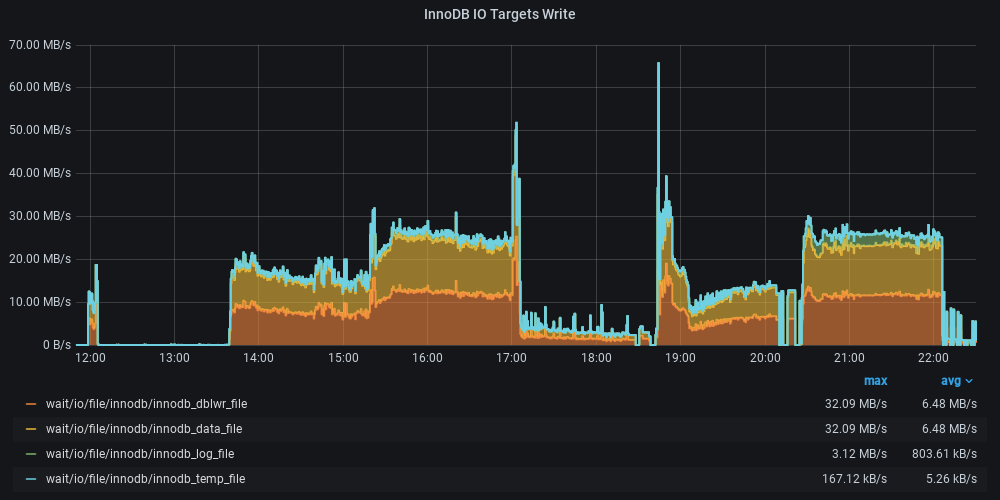 InnoDB IO Targets Write
70.00 MB/s
60.00 MB/s
50.00 MB/s
40.00 MB/s
30.00 MB/s
20.00 MB/s
10.00 MB/s
0 B/s
12:00 13:00 14:00 15:00 16:00 17:00 18:00 19:00 20:00 21:00 22:00
max avg
wait/io/file/innodb/innodb_dblwr_file 32.09 MB/s 6.48 MB/s
wait/io/file/innodb/innodb_data_file 32.09 MB/s 6.48 MB/s
wait/io/file/innodb/innodb_log_file 3.12 MB/s 803.61 kB/s
wait/io/file/innodb/innodb_temp_file 167.12 kB/s 5.26 kB/s